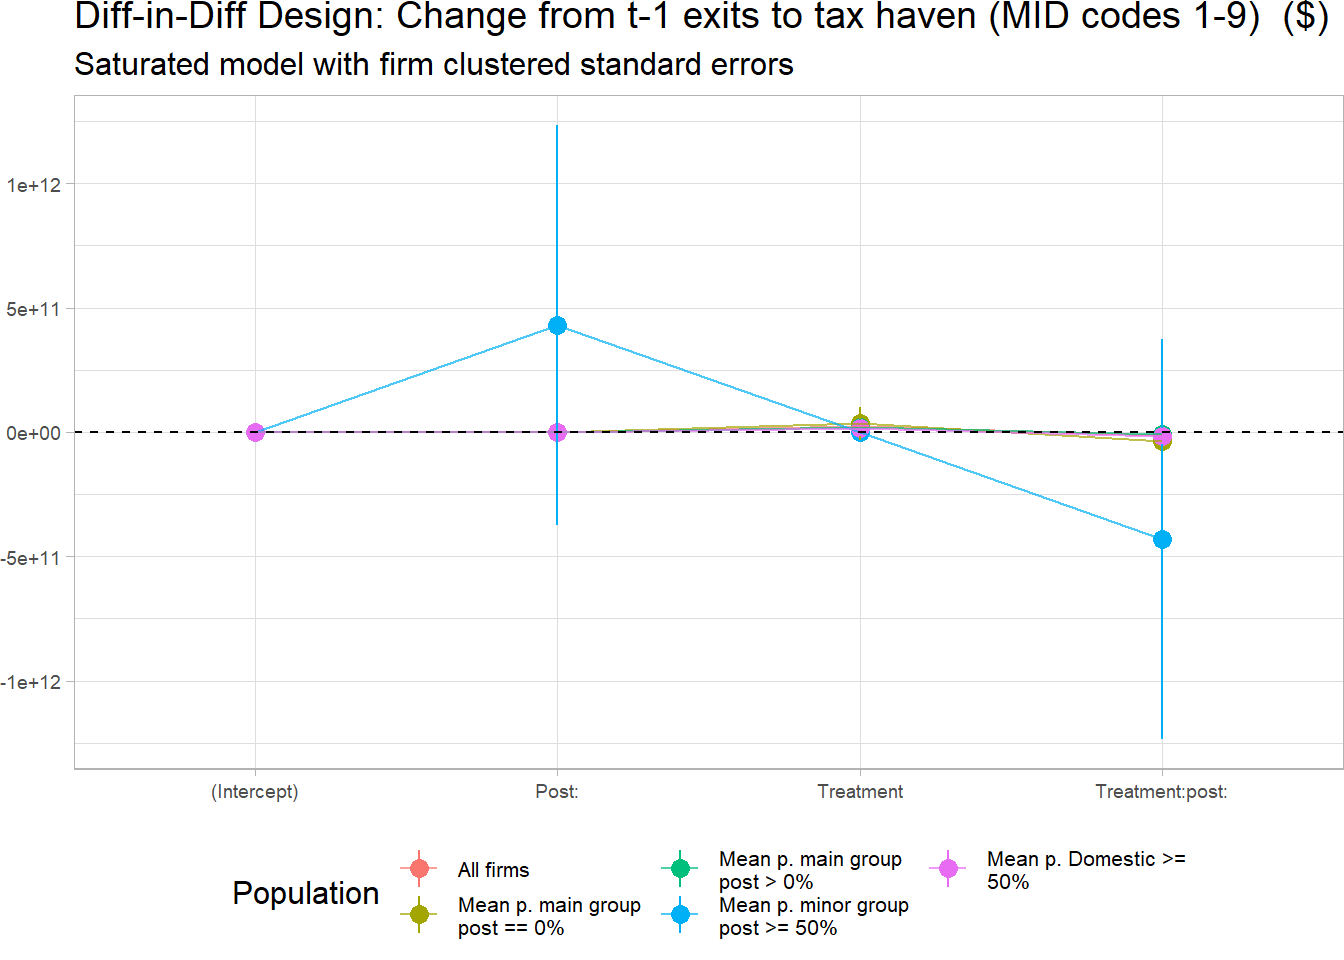 Diff-in-Diff Design: Change from t-1 exits to tax haven (MID codes 1-9)  ($)
Saturated model with firm clustered standard errors
1e+12
5e+11
0e+00
-5e+11
-1e+12
(Intercept)
Post:
Treatment
Treatment:post:
Population
All firms
Mean p. main group
post == 0%
Mean p. main group
post > 0%
Mean p. minor group
post >= 50%
Mean p. Domestic >=
50%